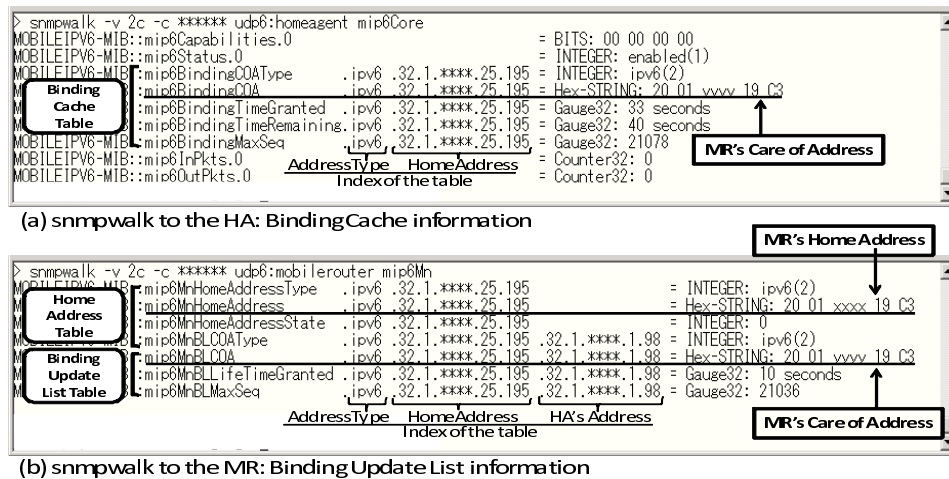 > snmpwalk -v 2c -c ****** udp6:homeagent mip6Core
MOBILEIPV6-MIB::mip6Capabilities.0 = BITS: 00 00 00 00
MOBILEIPV6-MIB::mip6Status.0 = INTEGER: enabled(1)
MOBILEIPV6-MIB::mip6BindingCOAType .ipv6 .32.1.****.25.195 = INTEGER: ipv6(2)
:mip6BindingCOA .ipv6 .32.1.****.25.195 = Hex-STRING: 20 01 yyyy 19 C3
:mip6BindingTimeGranted .ipv6 .32.1.****.25.195 = Gauge32: 33 seconds
:mip6BindingTimeRemaining.ipv6 .32.1.****.25.195 = Gauge32: 40 seconds
MOBILEIPV6-MIB::mip6BindingMaxSeq .ipv6 .32.1.****.25.195 = Gauge32: 21078
MOBILEIPV6-MIB::mip6InPkts.0 = Counter32: 0
MOBILEIPV6-MIB::mip6OutPkts.0 = Counter32: 0
Binding
Cache
Table
AddressType HomeAddress
Index of the table
MR's Care of Address
(a) snmpwalk to the HA: BindingCache information
MR's Home Address
> snmpwalk -v 2c -c ****** udp6:mobilerouter mip6Mn
:mip6MnHomeAddressType .ipv6 .32.1.****.25.195 = INTEGER: ipv6(2)
:mip6MnHomeAddress .ipv6 .32.1.****.25.195 = Hex-STRING: 20 01 xxxx 19 C3
:mip6MnHomeAddressState .ipv6 .32.1.****.25.195 = INTEGER: 0
:mip6MnBLCOAType .ipv6 .32.1.****.25.195 .32.1.****.1.98 = INTEGER: ipv6(2)
:mip6MnBLCOA .ipv6 .32.1.****.25.195 .32.1.****.1.98 = Hex-STRING: 20 01 yyyy 19 C3
:mip6MnBLLifeTimeGranted .ipv6 .32.1.****.25.195 .32.1.****.1.98 = Gauge32: 10 seconds
:mip6MnBLMaxSeq .ipv6 .32.1.****.25.195 .32.1.****.1.98 = Gauge32: 21036
Home
Address
Table
Binding
Update
List Table
AddressType HomeAddress HA's Address
Index of the table
MR's Care of Address
(b) snmpwalk to the MR: Binding Update List information